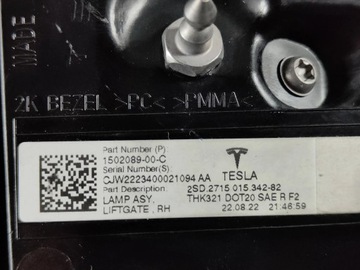 MADE
2K BEZEL >PC< >PMMA<
Part Number (P)
1502089-00-C
Serial Number(S):
CJW2223400021094 AA
TESLA
Part Description:
2SD.2715 015 342-82
LAMP ASY,
THK321 DOT20 SAE R F2
LIFTGATE , RH
22.08.22 21:46:59